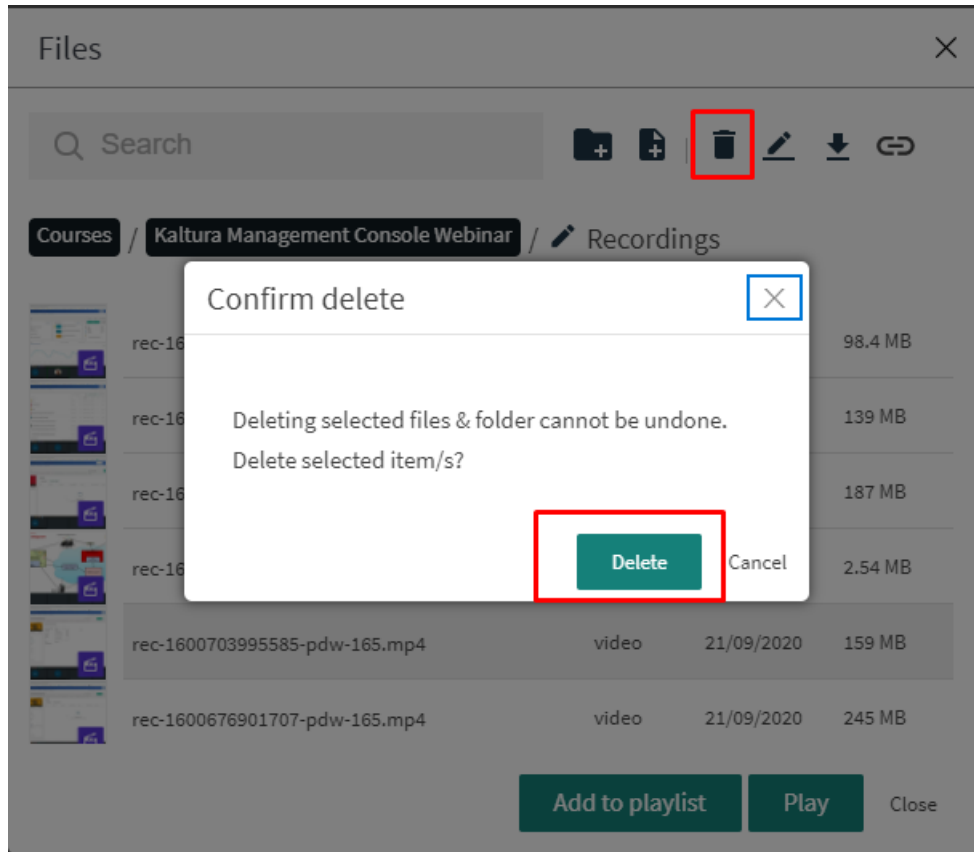 Files
Search
Courses / Kaltura Management Console Webinar / Recordings
Confirm delete
rec-16 98.4 MB
rec-16 139 MB
Deleting selected files & folder cannot be undone.
Delete selected item/s?
rec-16 187 MB
rec-16 2.54 MB
Delete Cancel
rec-1600703995585-pdw-165.mp4 video 21/09/2020 159 MB
rec-1600676901707-pdw-165.mp4 video 21/09/2020 245 MB
Add to playlist Play Close